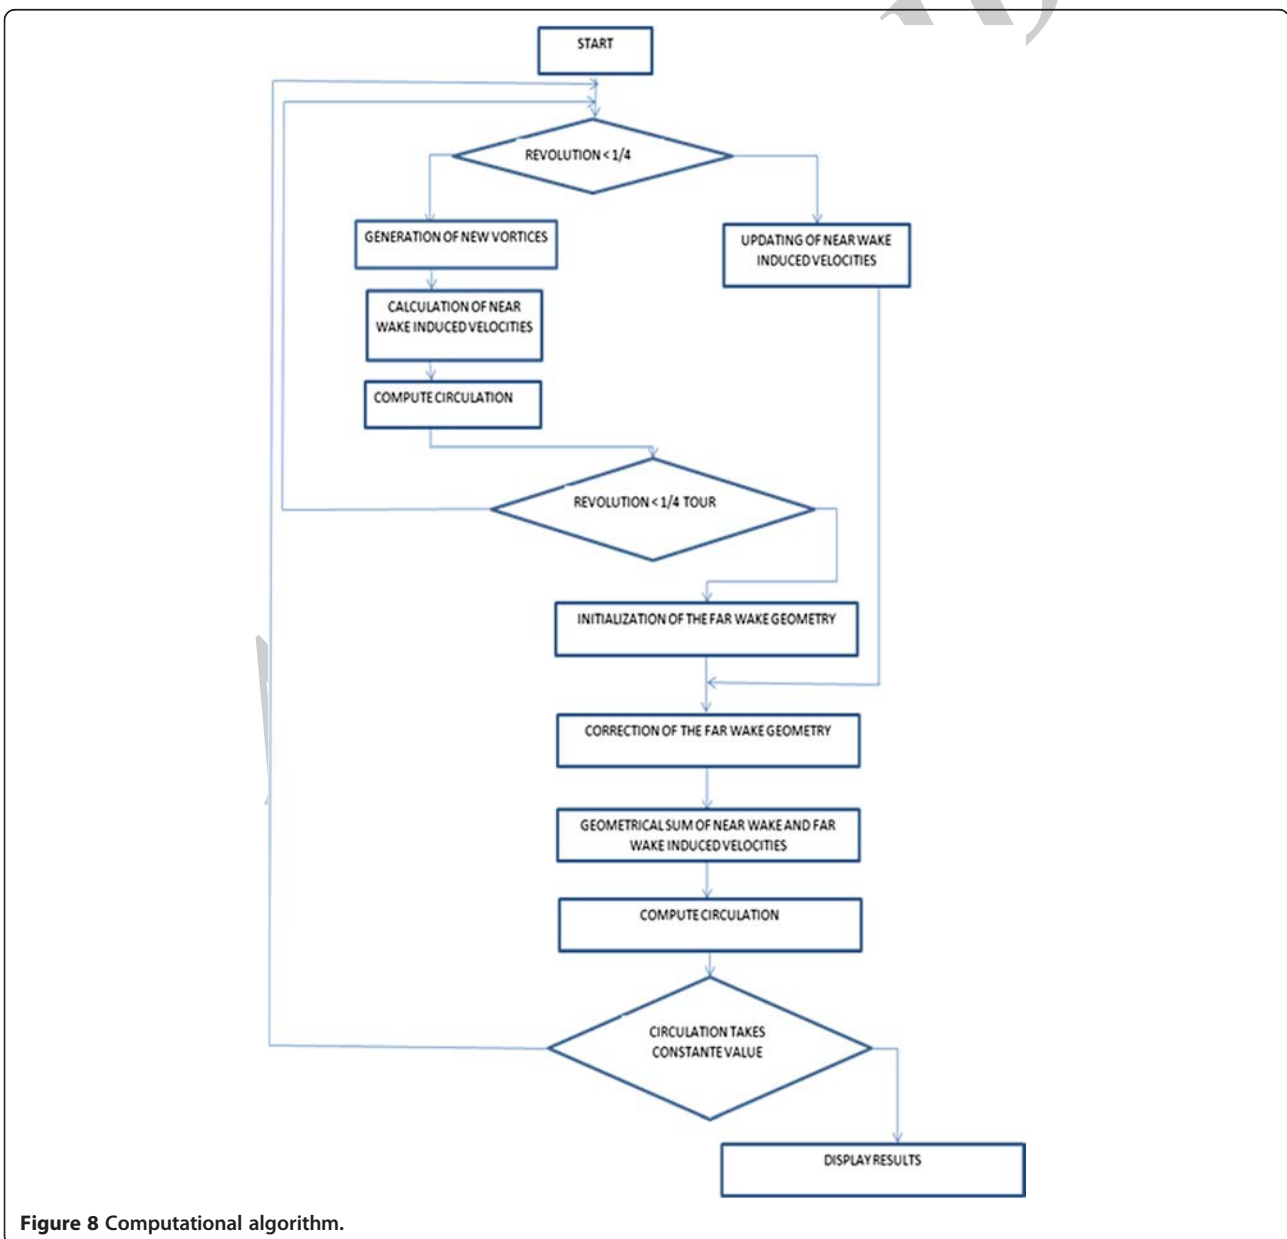 START
REVOLUTION < 1/4
GENERATION OF NEW VORTICES
UPDATING OF NEAR WAKE
INDUCED VELOCITIES
CALCULATION OF NEAR
WAKE INDUCED VELOCITIES
COMPUTE CIRCULATION
REVOLUTION < 1/4 TOUR
INITIALIZATION OF THE FAR WAKE GEOMETRY
CORRECTION OF THE FAR WAKE GEOMETRY
GEOMETRICAL SUM OF NEAR WAKE AND FAR
WAKE INDUCED VELOCITIES
COMPUTE CIRCULATION
CIRCULATION TAKES
CONSTANTE VALUE
DISPLAY RESULTS
Figure 8 Computational algorithm.